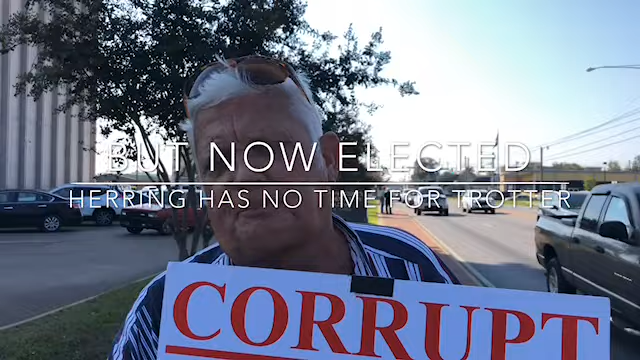 BUT NOW ELECTED
HERRING HAS NO TIME FOR TROTTER
CORRUPT